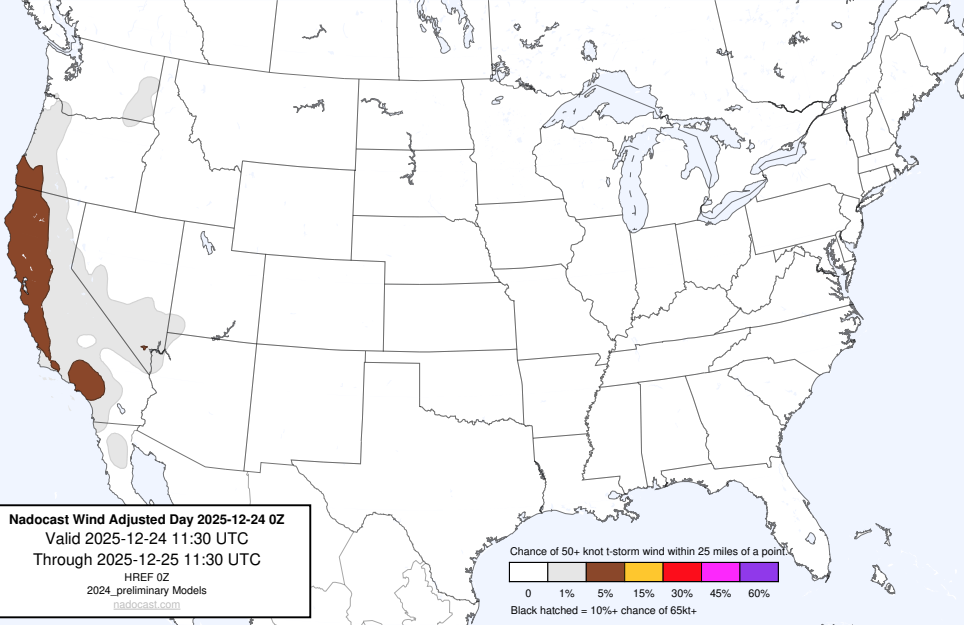 Nadocast Wind Adjusted Day 2025-12-24 0Z
Valid 2025-12-24 11:30 UTC
Through 2025-12-25 11:30 UTC
HREF 0Z
2024_preliminary Models
nadocast.com
Chance of 50+ knot t-storm wind within 25 miles of a point.
0 1% 5% 15% 30% 45% 60%
Black hatched = 10%+ chance of 65kt+